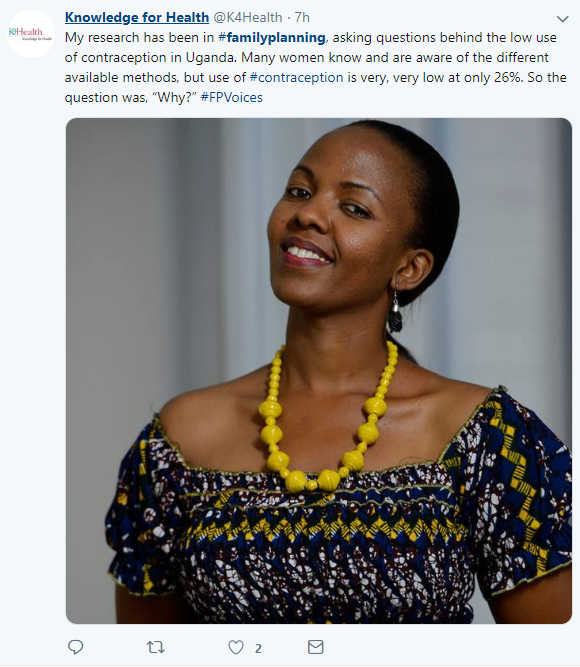 Knowledge for Health @K4Health · 7h
K4Health
Knowledge for Health
My research has been in #familyplanning, asking questions behind the low use
of contraception in Uganda. Many women know and are aware of the different
available methods, but use of #contraception is very, very low at only 26%. So the
question was, “Why?” #FPVoices
2